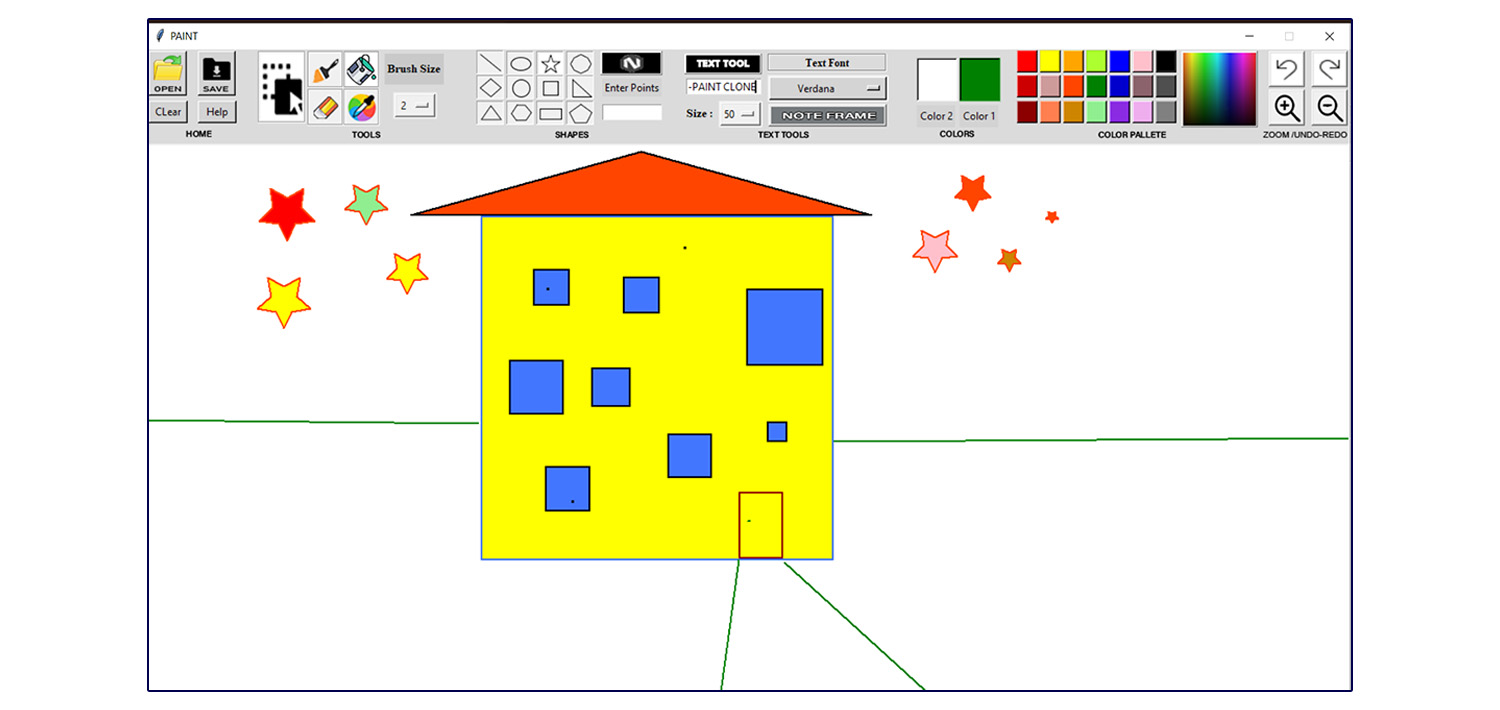 PAINT
OPEN
SAVE
CLear
Help
HOME
Brush Size
2
TOOLS
SHAPES
Enter Points
TEXT TOOL
-PAINT CLONE
Size :
50
Text Font
Verdana
NOTE FRAME
TEXT TOOLS
Color 2
Color 1
COLORS
COLOR PALLETE
ZOOM /UNDO-REDO